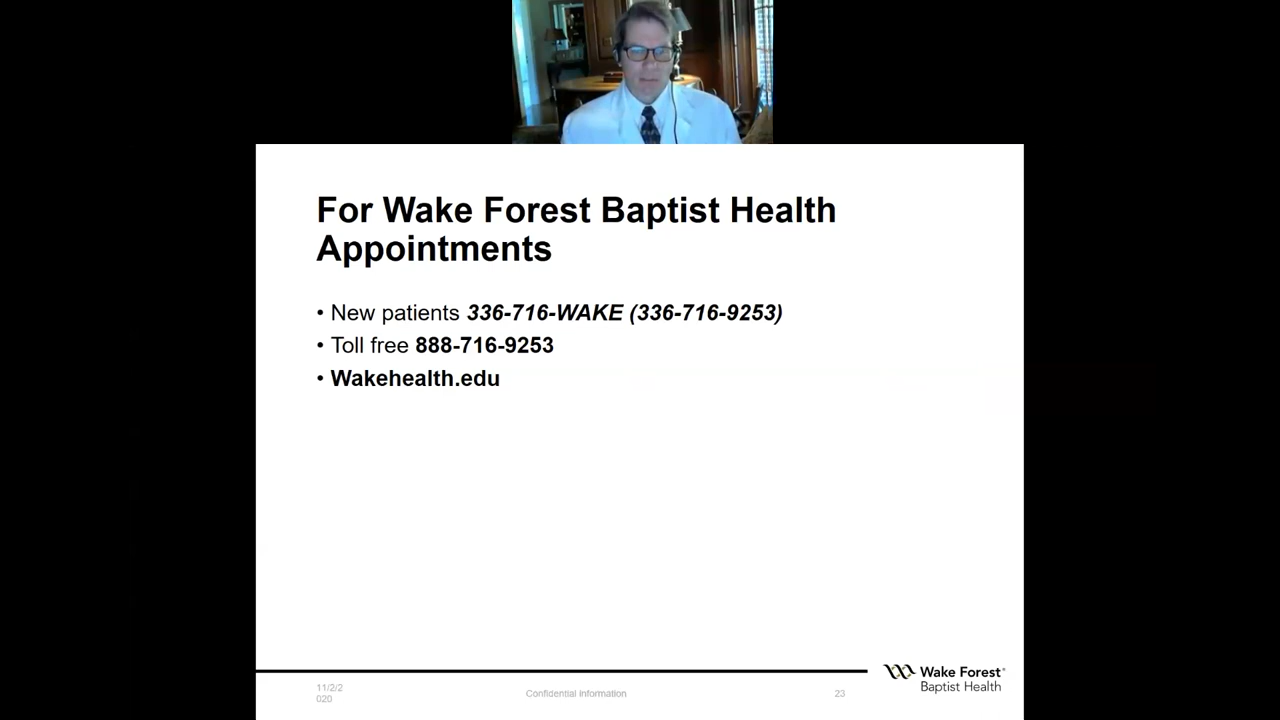 For Wake Forest Baptist Health
Appointments
• New patients 336-716-WAKE (336-716-9253)
• Toll free 888-716-9253
• Wakehealth.edu
11/2/2
020
Confidential Information
23
Wake Forest®
Baptist Health